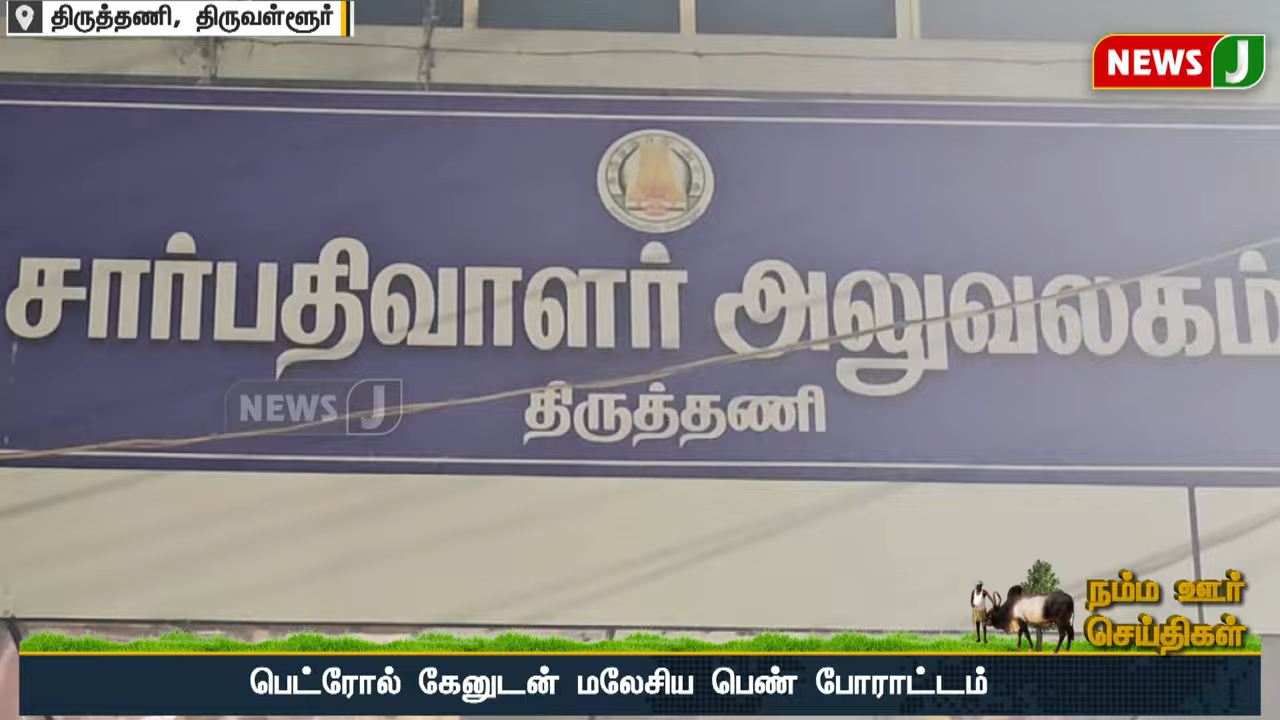 திருத்தணி, திருவள்ளூர்
NEWS J
சார்பதிவாளர் அலுவலகம்
NEWS J
திருத்தணி
நம்ம ஊர்
செய்திகள்
பெட்ரோல் கேனுடன் மலேசிய பெண் போராட்டம்